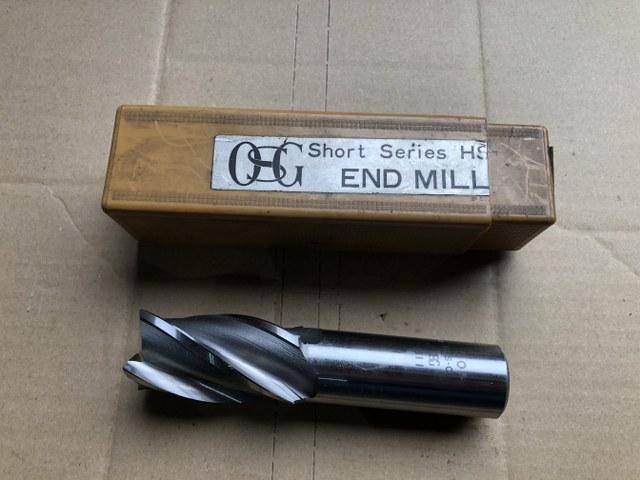 OSG Short Series HS
END MILL